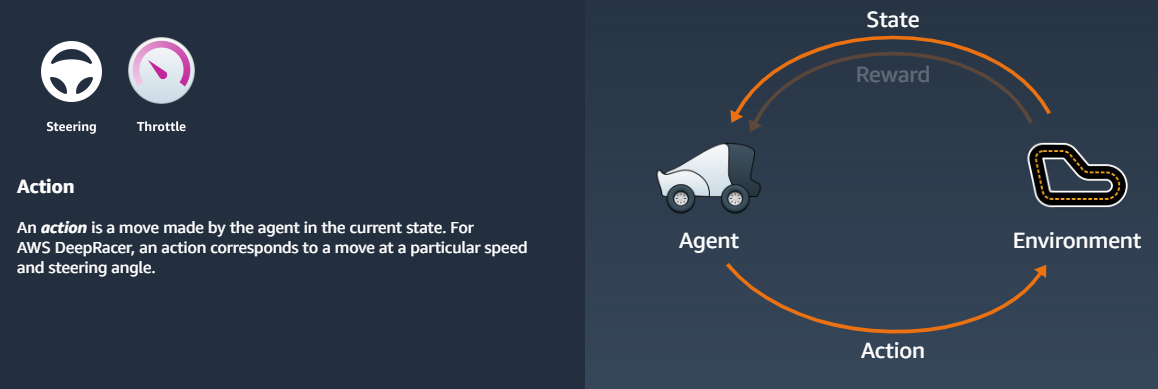 Steering
Throttle
Action
An action is a move made by the agent in the current state. For
AWS DeepRacer, an action corresponds to a move at a particular speed
and steering angle.
State
Reward
Agent
Environment
Action